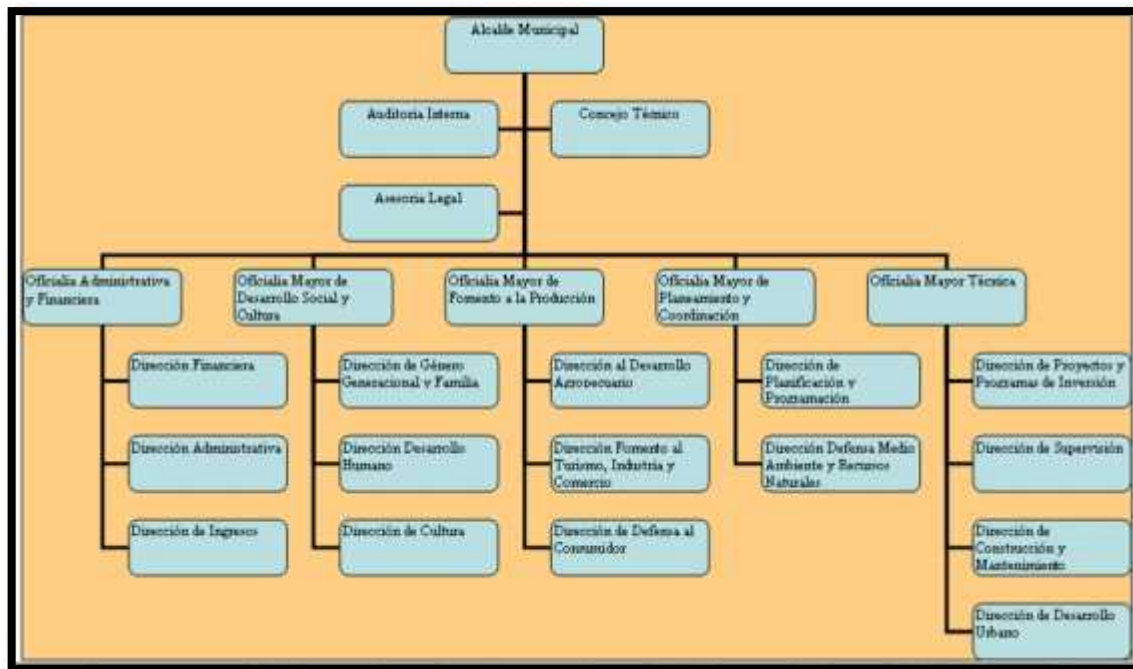 Alcalde Municipal
Auditoria Interna
Concejo Técnico
Asesoria Legal
Oficialia Administrativa
y Financiera
Oficialia Mayor de
Desarrollo Social y
Cultura
Oficialia Mayor de
Fomento a la Producción
Oficialia Mayor de
Planeamiento y
Coordinación
Oficialia Mayor Técnica
Dirección Financiera
Dirección Administrativa
Dirección de Ingresos
Dirección de Género
Generacional y Familia
Dirección Desarrollo
Humano
Dirección de Cultura
Dirección al Desarrollo
Agropecuario
Dirección Fomento al
Turismo, Industria y
Comercio
Dirección de Defensa al
Consumidor
Dirección de
Planificación y
Programación
Dirección Defensa Medio
Ambiente y Recursos
Naturales
Dirección de Proyectos y
Programas de Inversión
Dirección de Supervisión
Dirección de
Construcción y
Mantenimiento
Dirección de Desarrollo
Urbano